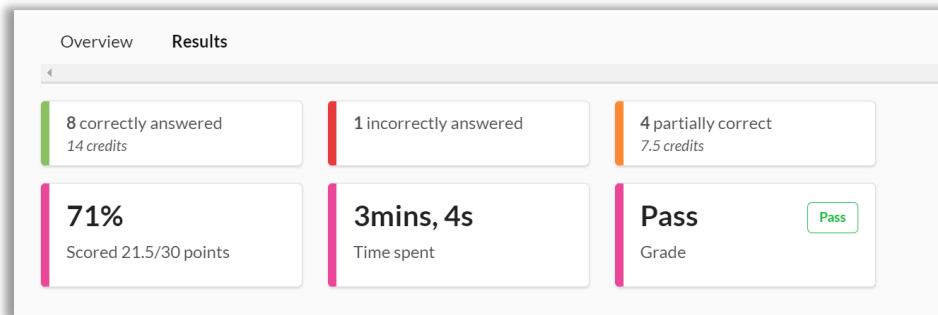 Overview Results
8 correctly answered
14 credits
1 incorrectly answered
4 partially correct
7.5 credits
71%
Scored 21.5/30 points
3mins, 4s
Time spent
Pass
Pass
Grade